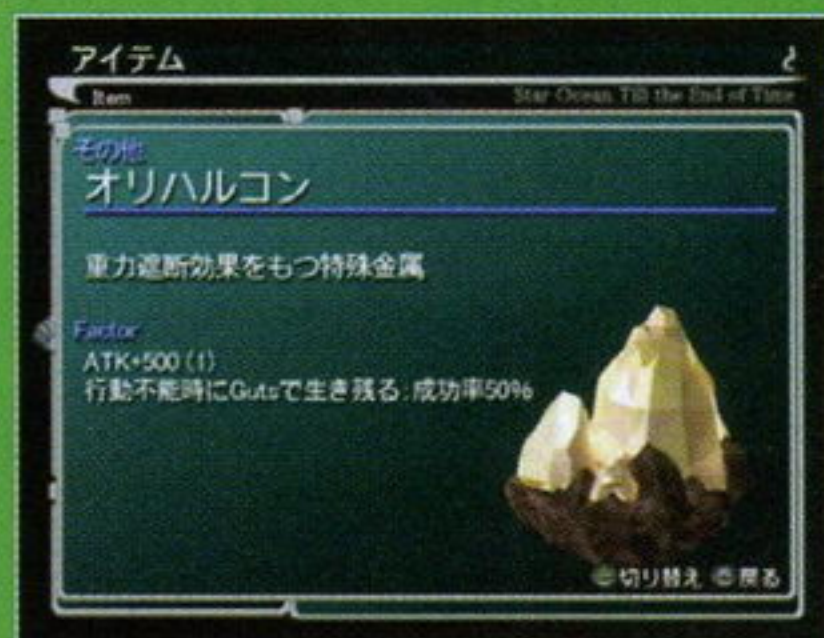 アイテム
Item
Star Ocean Till the End of Time
その他
オリハルコン
重力遮断効果をもつ特殊金属
Factor
ATK+500 (1)
行動不能時にGutsで生き残る:成功率50%
切り替え 戻る